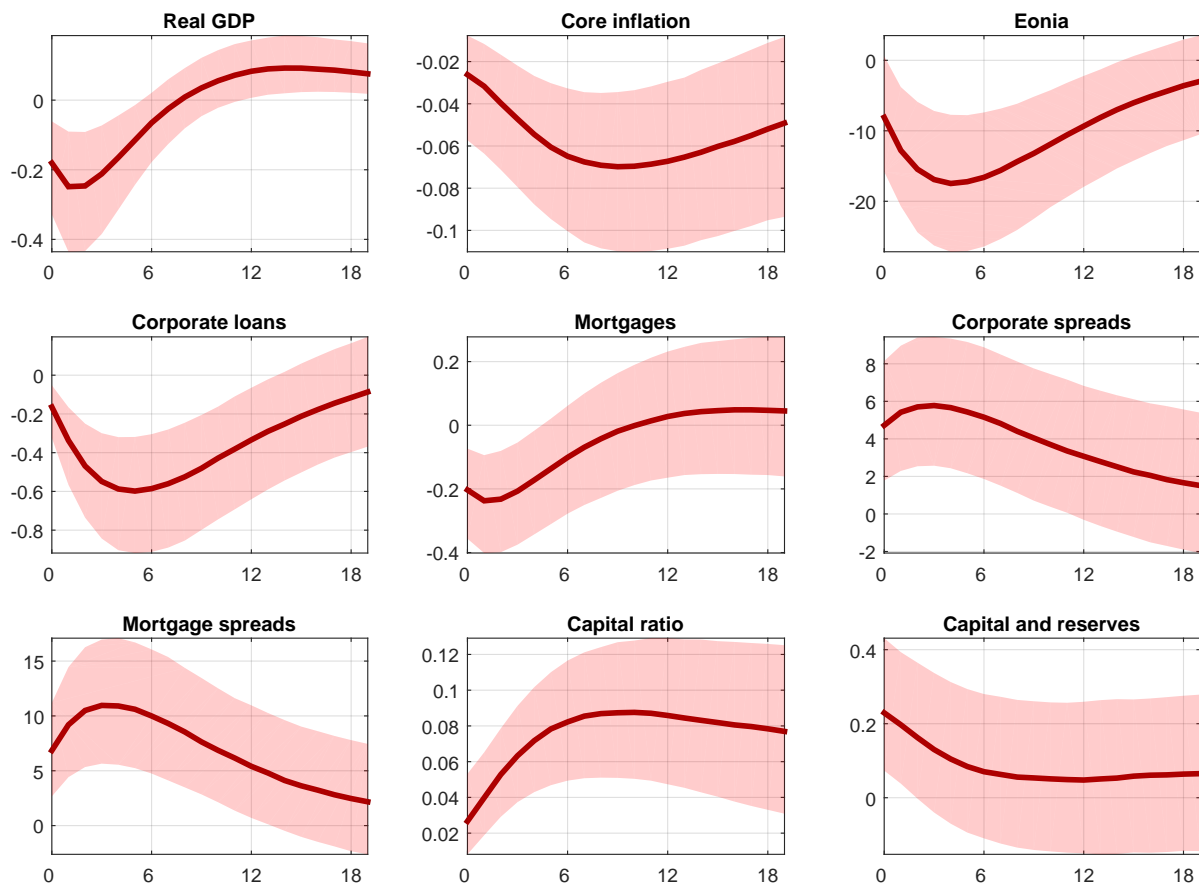 Real GDP
Core inflation
Eonia
0
-0.2
-0.4
0 6 12 18
-0.02
-0.04
-0.06
-0.08
-0.1
0 6 12 18
0
-10
-20
0 6 12 18
Corporate loans
Mortgages
Corporate spreads
0
-0.2
-0.4
-0.6
-0.8
0 6 12 18
0.2
0
-0.2
-0.4
0 6 12 18
8
6
4
2
0
-2
0 6 12 18
Mortgage spreads
Capital ratio
Capital and reserves
15
10
5
0
0 6 12 18
0.12
0.1
0.08
0.06
0.04
0.02
0 6 12 18
0.4
0.2
0
0 6 12 18